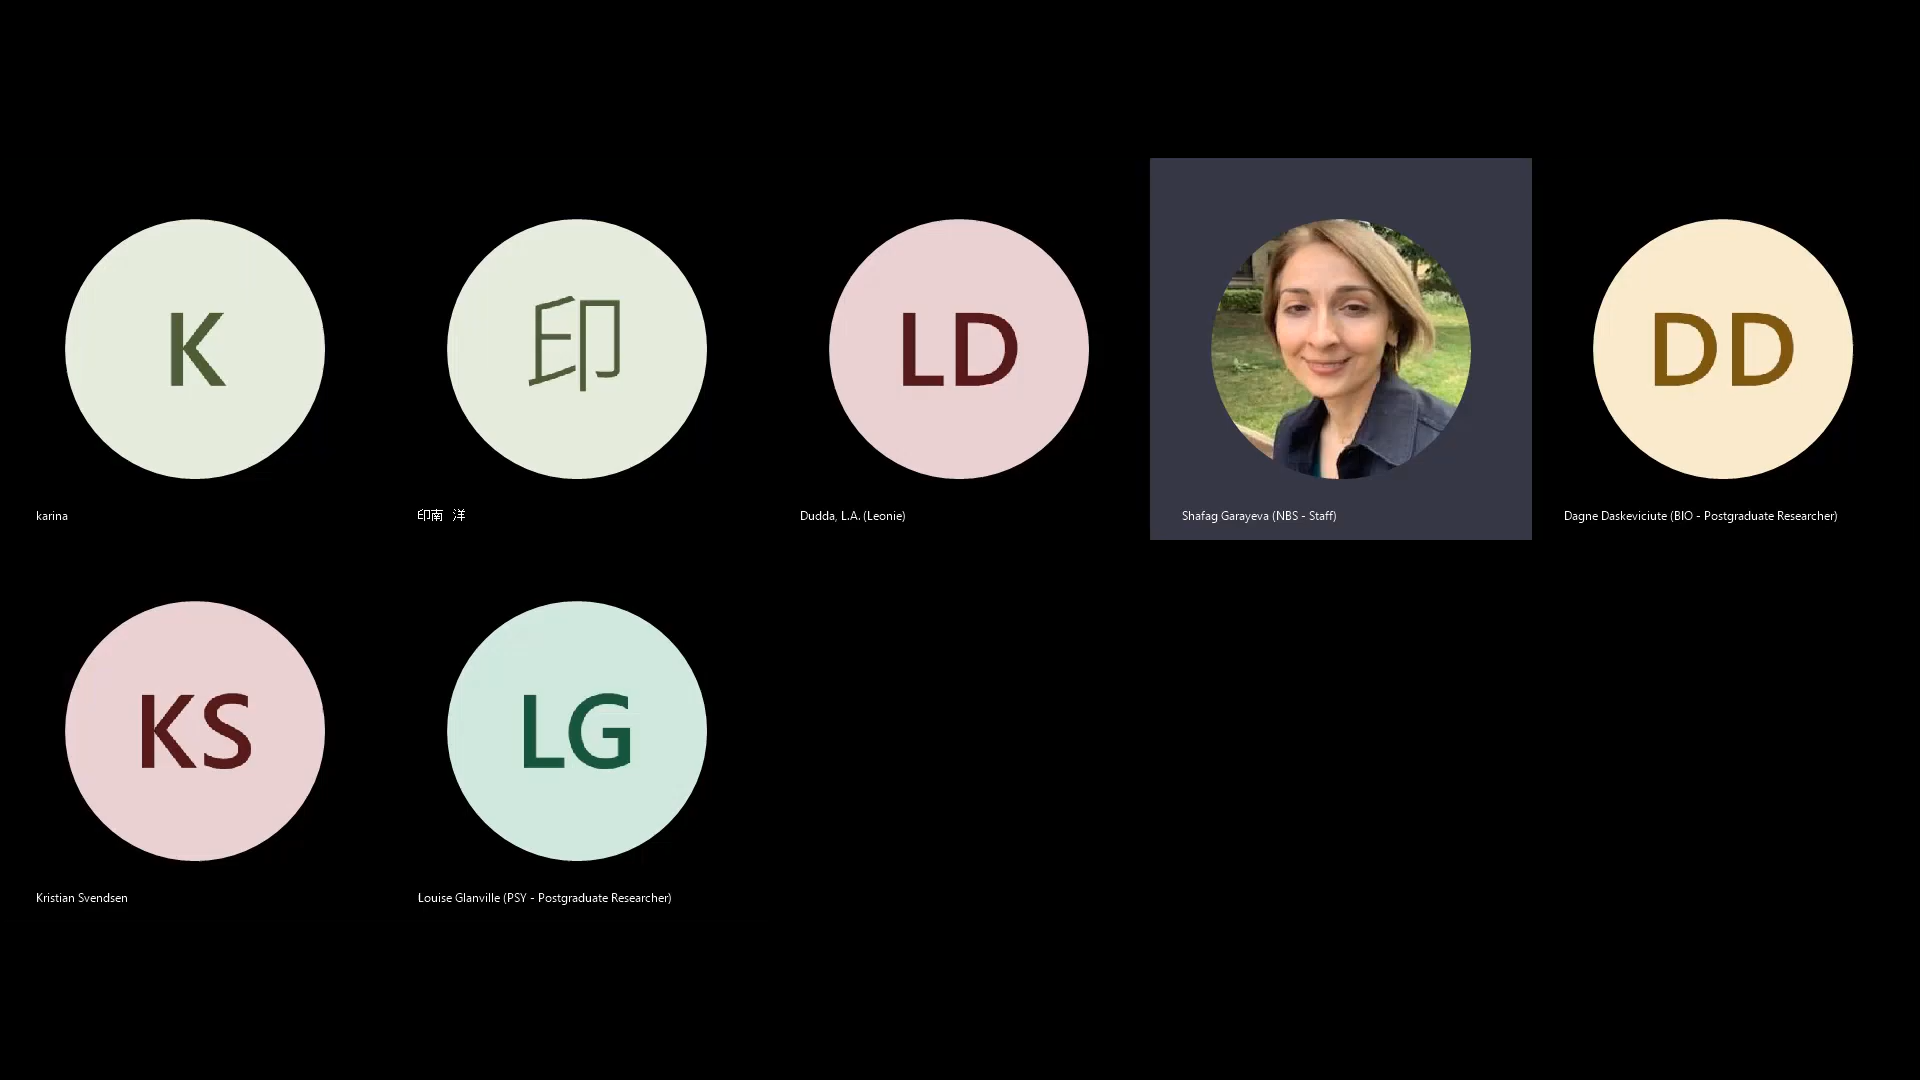 K
印
LD
DD
karina
印南 洋
Dudda, L.A. (Leonie)
Shafag Garayeva (NBS - Staff)
Dagne Daskeviciute (BIO - Postgraduate Researcher)
KS
LG
Kristian Svendsen
Louise Glanville (PSY - Postgraduate Researcher)